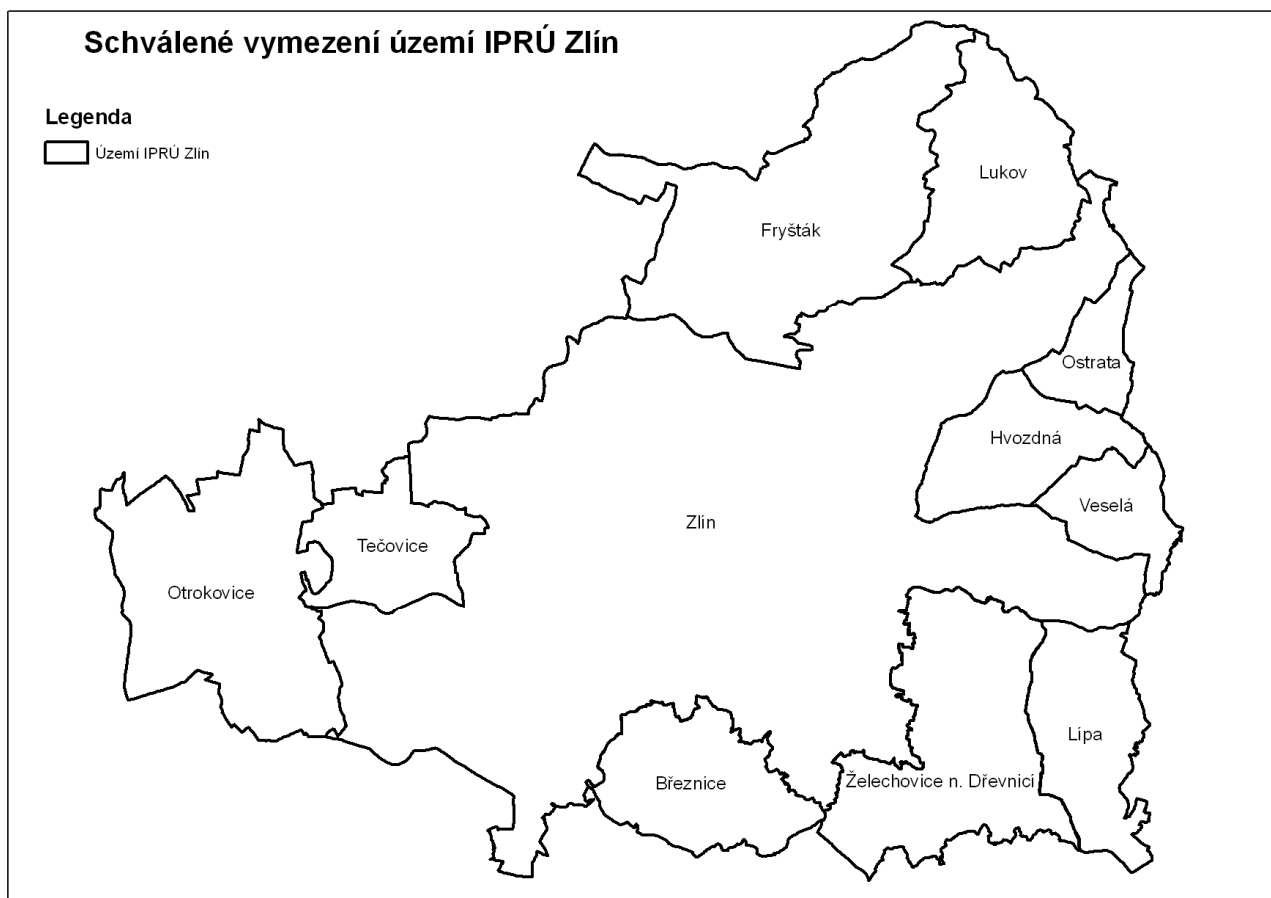 Schválené vymezení území IPRÚ Zlín
Legenda
Území IPRÚ Zlín
Lukov
Fryšták
Ostrata
Hvozdná
Veselá
Zlín
Tečovice
Otrokovice
Lípa
Březnice
Želechovice n. Dřevnicí